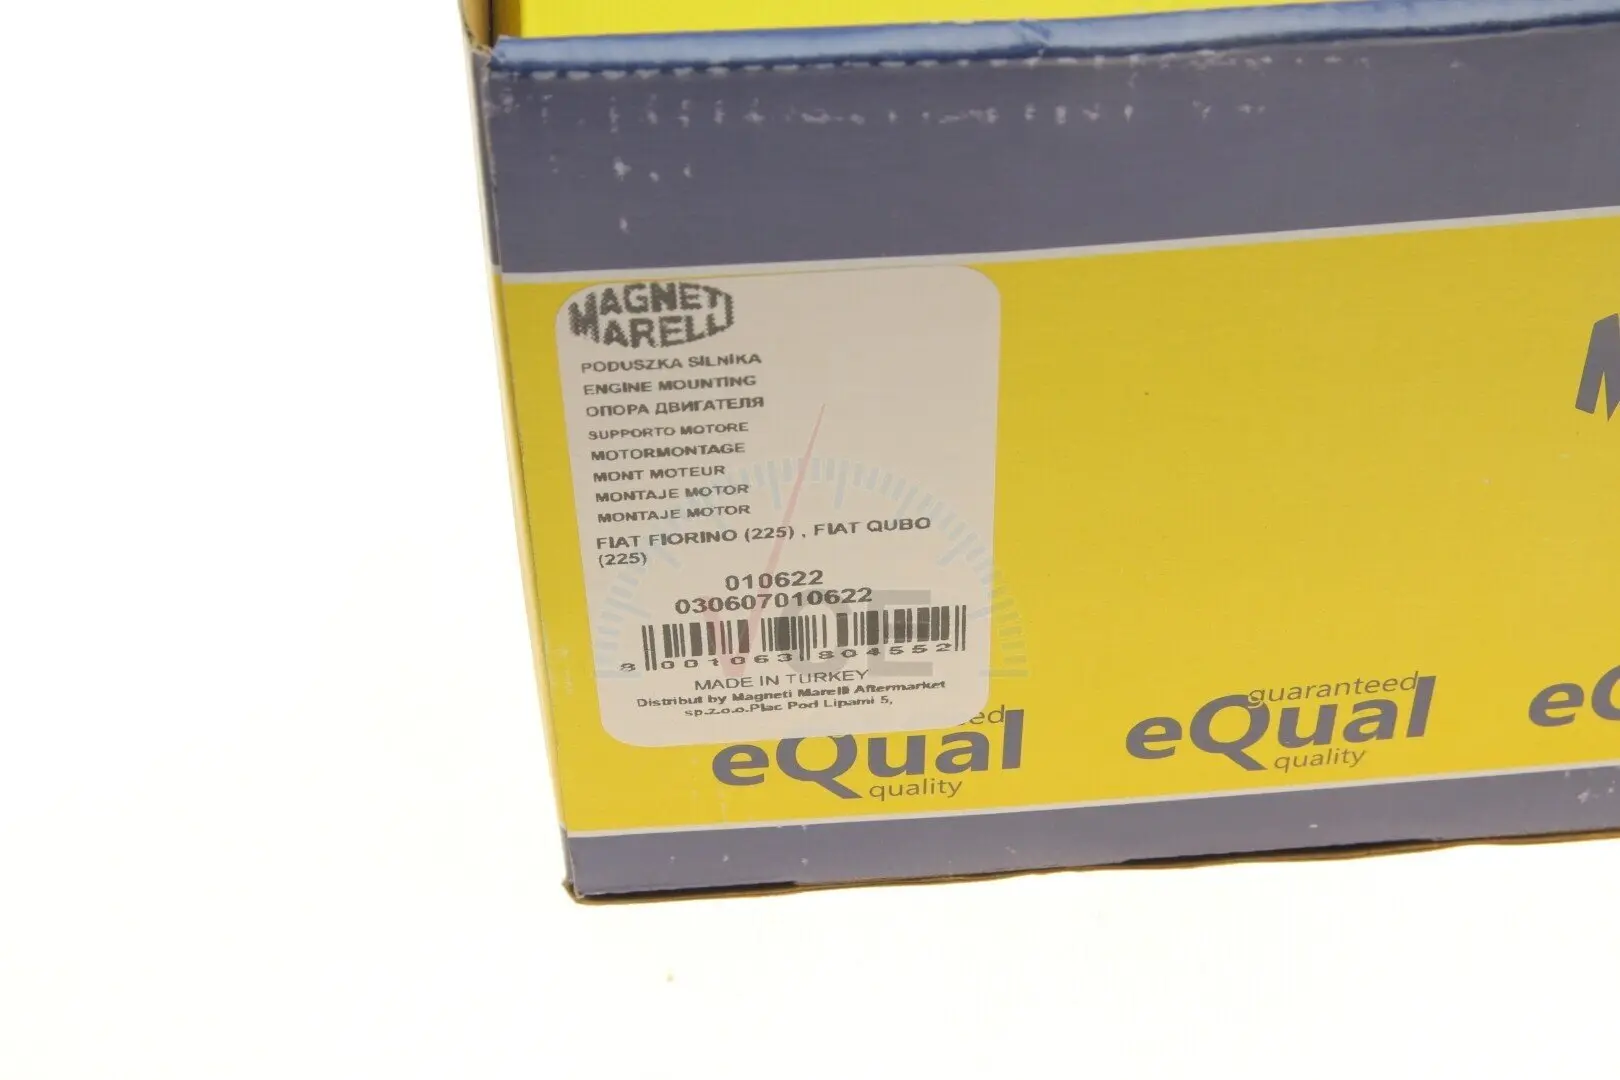 MAGNETI
MARELLI
PODUSZKA SILNIKA
ENGINE MOUNTING
ОПОРА ДВИГАТЕЛЯ
SUPPORTO MOTORE
MOTORMONTAGE
MONT MOTEUR
MONTAJE MOTOR
MONTAJE MOTOR
FIAT FIORINO (225) , FIAT QUBO
(225)
010622
030607010622
8 001063 804552
MADE IN TURKEY
Distribut by Magneti Marelli Aftermarket
sp.z.o.o.Plac Pod Lipami 5,
ed
eQual
quality
guaranteed
eQual
quality